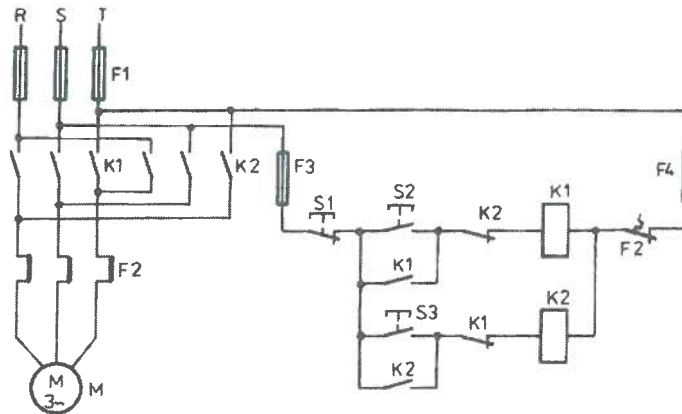 R S T
F1
K1 K2 F3 F4
S1 S2 K2 K1
F2
K1
F2
S3 K1 K2
K2
M
3~
M